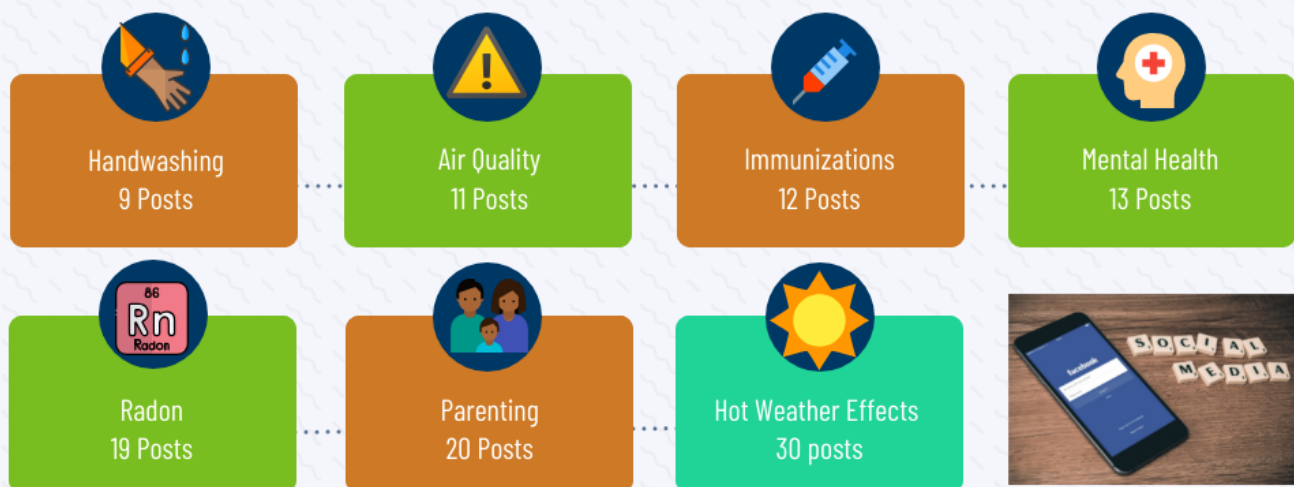 Handwashing
9 Posts
Air Quality
11 Posts
Immunizations
12 Posts
Mental Health
13 Posts
86
Rn
Radon
Radon
19 Posts
Parenting
20 Posts
Hot Weather Effects
30 posts
facebook
SOCIAL
MEDIA